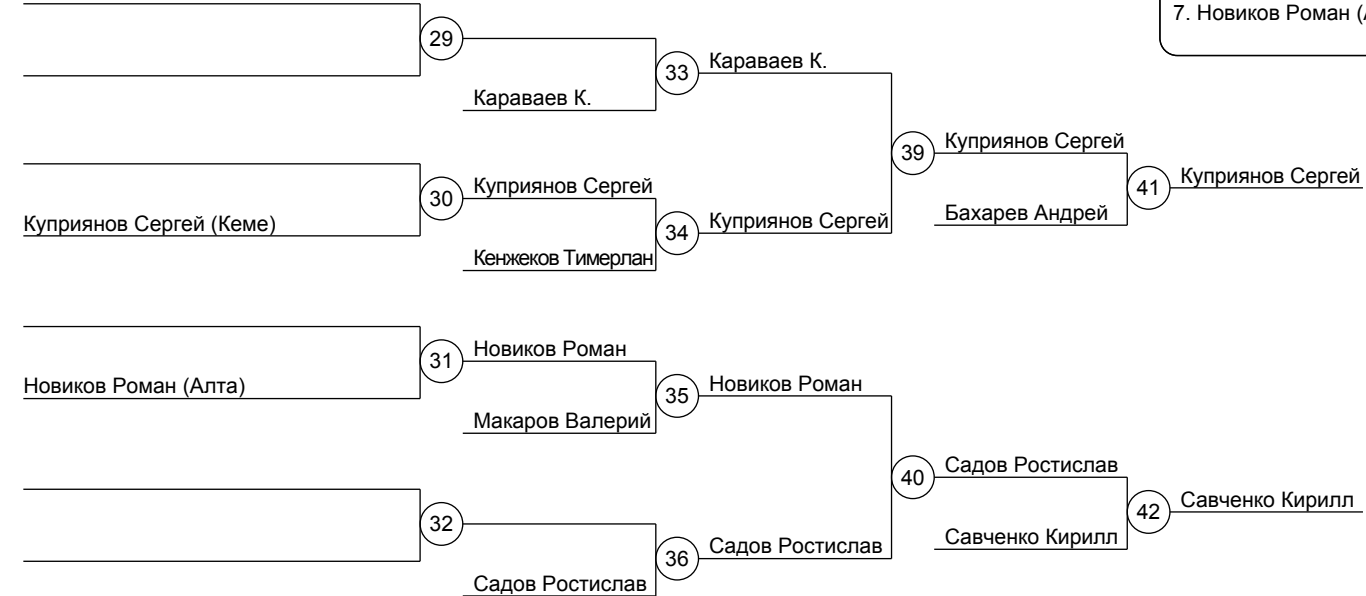 7. Новиков Роман (
29
33
Караваев К.
Караваев К.
39
Куприянов Сергей
30
Куприянов Сергей
41
Куприянов Сергей
Куприянов Сергей (Кеме)
34
Куприянов Сергей
Бахарев Андрей
Кенжеков Тимерлан
31
Новиков Роман
Новиков Роман (Алта)
35
Новиков Роман
Макаров Валерий
40
Садов Ростислав
32
42
Савченко Кирилл
36
Садов Ростислав
Савченко Кирилл
Садов Ростислав